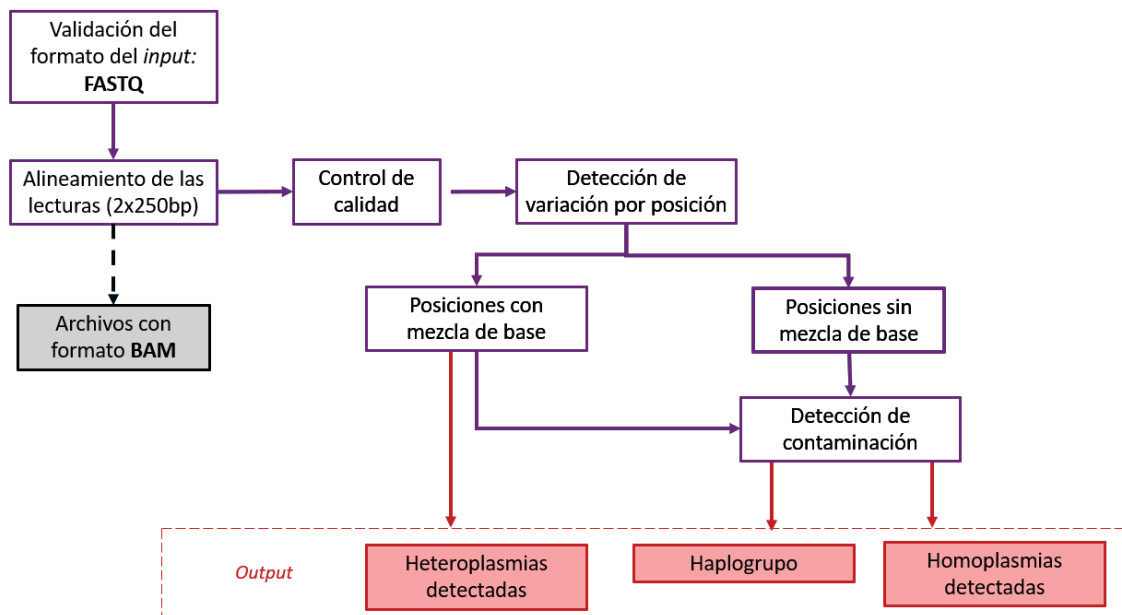 Validación del
formato del input:
FASTQ
Alineamiento de las
lecturas (2x250bp)
Control de
calidad
Detección de
variación por posición
Archivos con
formato BAM
Posiciones con
mezcla de base
Posiciones sin
mezcla de base
Detección de
contaminación
Output
Heteroplasmias
detectadas
Haplogrupo
Homoplasmias
detectadas